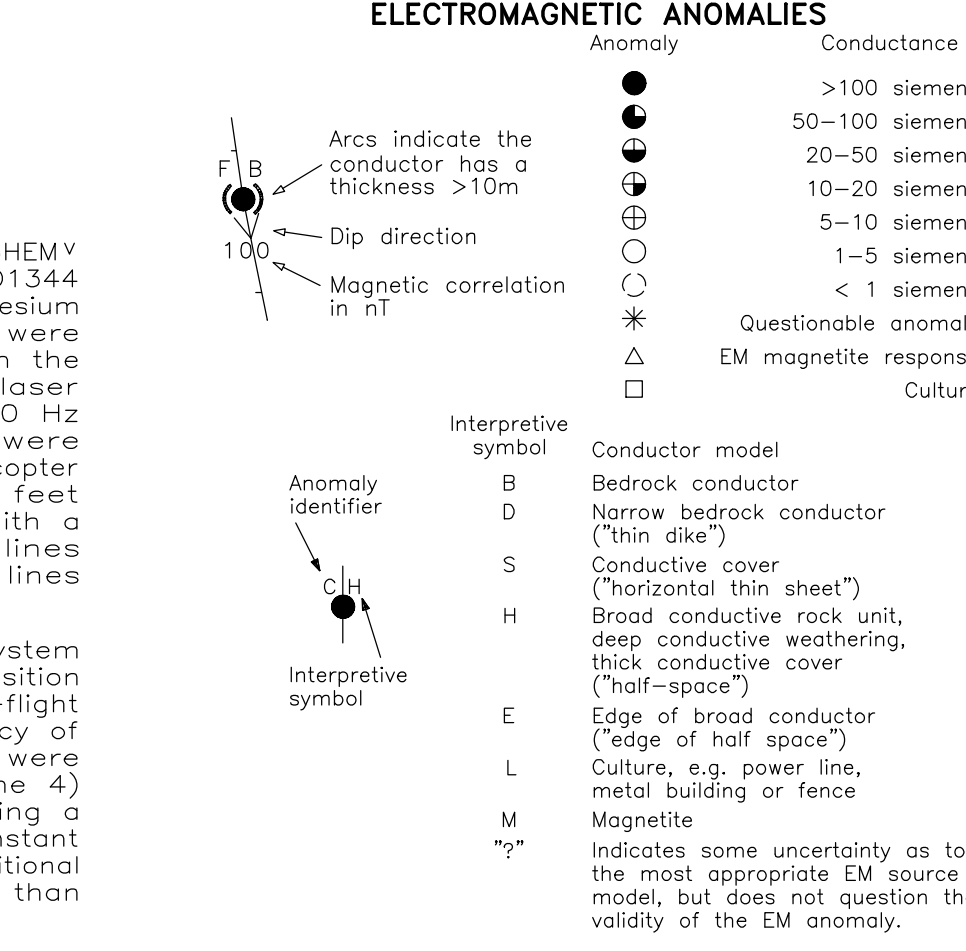 ELECTROMAGNETIC ANOMALIES
Anomaly Conductance
>100 siemen
50-100 siemen
20-50 siemen
10-20 siemen
5-10 siemen
1-5 siemen
< 1 siemen
Questionable anomal
EM magnetite respons
Cultur
Arcs indicate the
conductor has a
thickness >10m
F B
Dip direction
100
Magnetic correlation
in nT
HEM V
01344
esium
were
n the
laser
0 Hz
were
copter
feet
ith a
lines
lines
ystem
sition
-flight
cy of
were
ne 4)
ing a
nstant
itional
than
Anomaly
identifier
C H
Interpretive
symbol
Interpretive
symbol Conductor model
B Bedrock conductor
D Narrow bedrock conductor
("thin dike")
S Conductive cover
("horizontal thin sheet")
H Broad conductive rock unit,
deep conductive weathering,
thick conductive cover
("half-space")
E Edge of broad conductor
("edge of half space")
L Culture, e.g. power line,
metal building or fence
M Magnetite
"?" Indicates some uncertainty as to
the most appropriate EM source
model, but does not question th
validity of the EM anomaly.